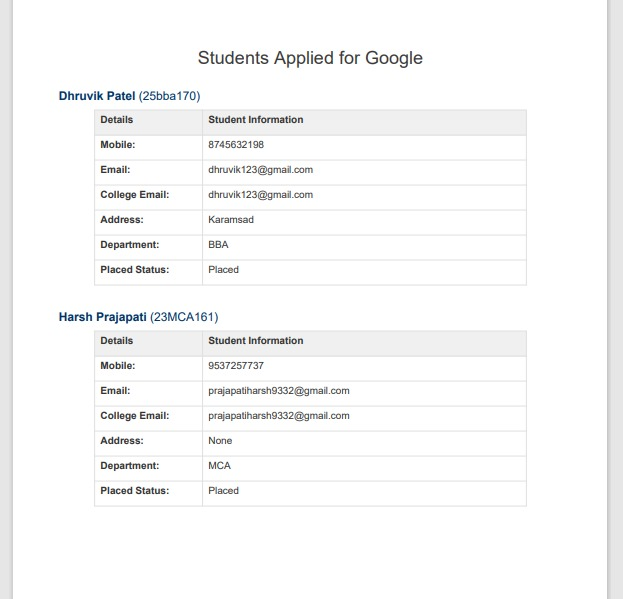 Students Applied for Google
Dhruvik Patel (25bba170)
Details Student Information
Mobile: 8745632198
Email: dhruvik123@gmail.com
College Email: dhruvik123@gmail.com
Address: Karamsad
Department: BBA
Placed Status: Placed
Harsh Prajapati (23MCA161)
Details Student Information
Mobile: 9537257737
Email: prajapatiharsh9332@gmail.com
College Email: prajapatiharsh9332@gmail.com
Address: None
Department: MCA
Placed Status: Placed